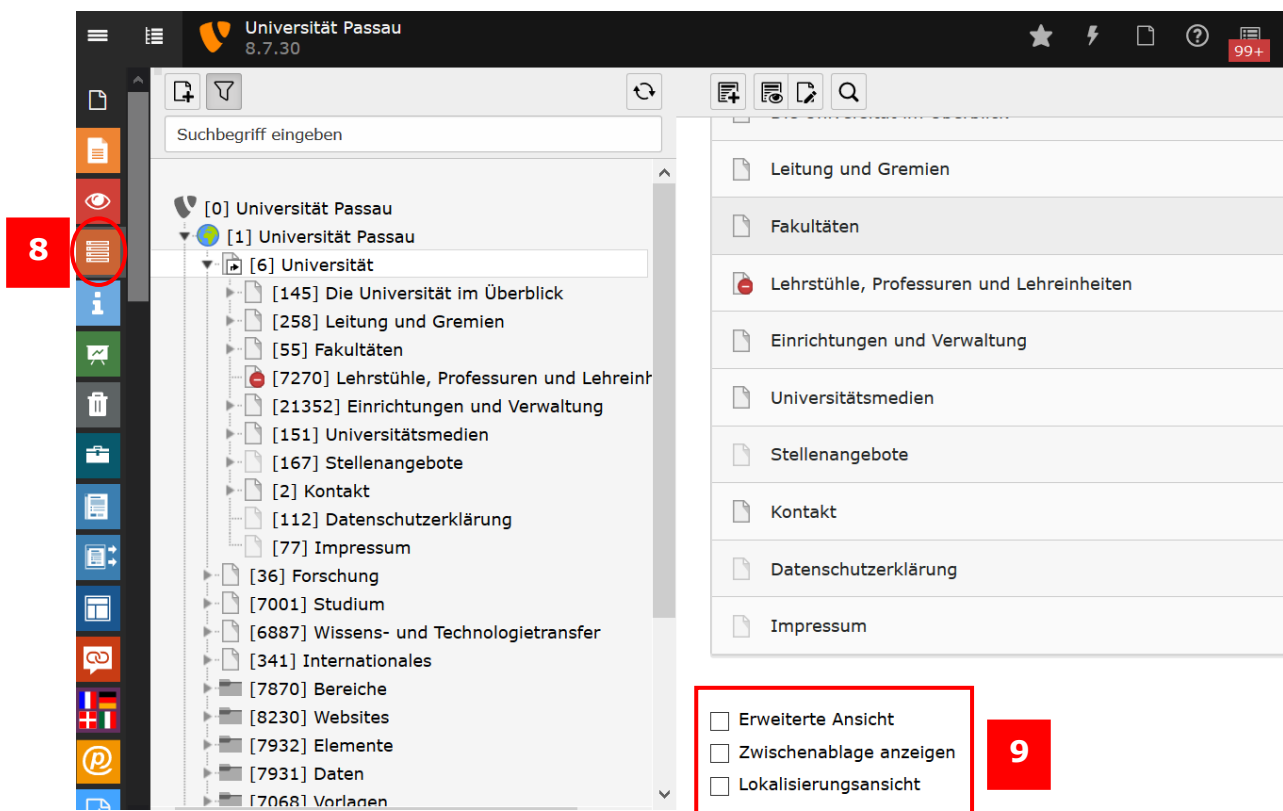 Universität Passau
8.7.30
99+
Suchbegriff eingeben
8
[0] Universität Passau
[1] Universität Passau
[6] Universität
[145] Die Universität im Überblick
[258] Leitung und Gremien
[55] Fakultäten
[7270] Lehrstühle, Professuren und Lehreinh
[21352] Einrichtungen und Verwaltung
[151] Universitätsmedien
[167] Stellenangebote
[2] Kontakt
[112] Datenschutzerklärung
[77] Impressum
[36] Forschung
[7001] Studium
[6887] Wissens- und Technologietransfer
[341] Internationales
[7870] Bereiche
[8230] Websites
[7932] Elemente
[7931] Daten
[7068] Vorlagen
Leitung und Gremien
Fakultäten
Lehrstühle, Professuren und Lehreinheiten
Einrichtungen und Verwaltung
Universitätsmedien
Stellenangebote
Kontakt
Datenschutzerklärung
Impressum
Erweiterte Ansicht
Zwischenablage anzeigen
Lokalisierungsansicht
9